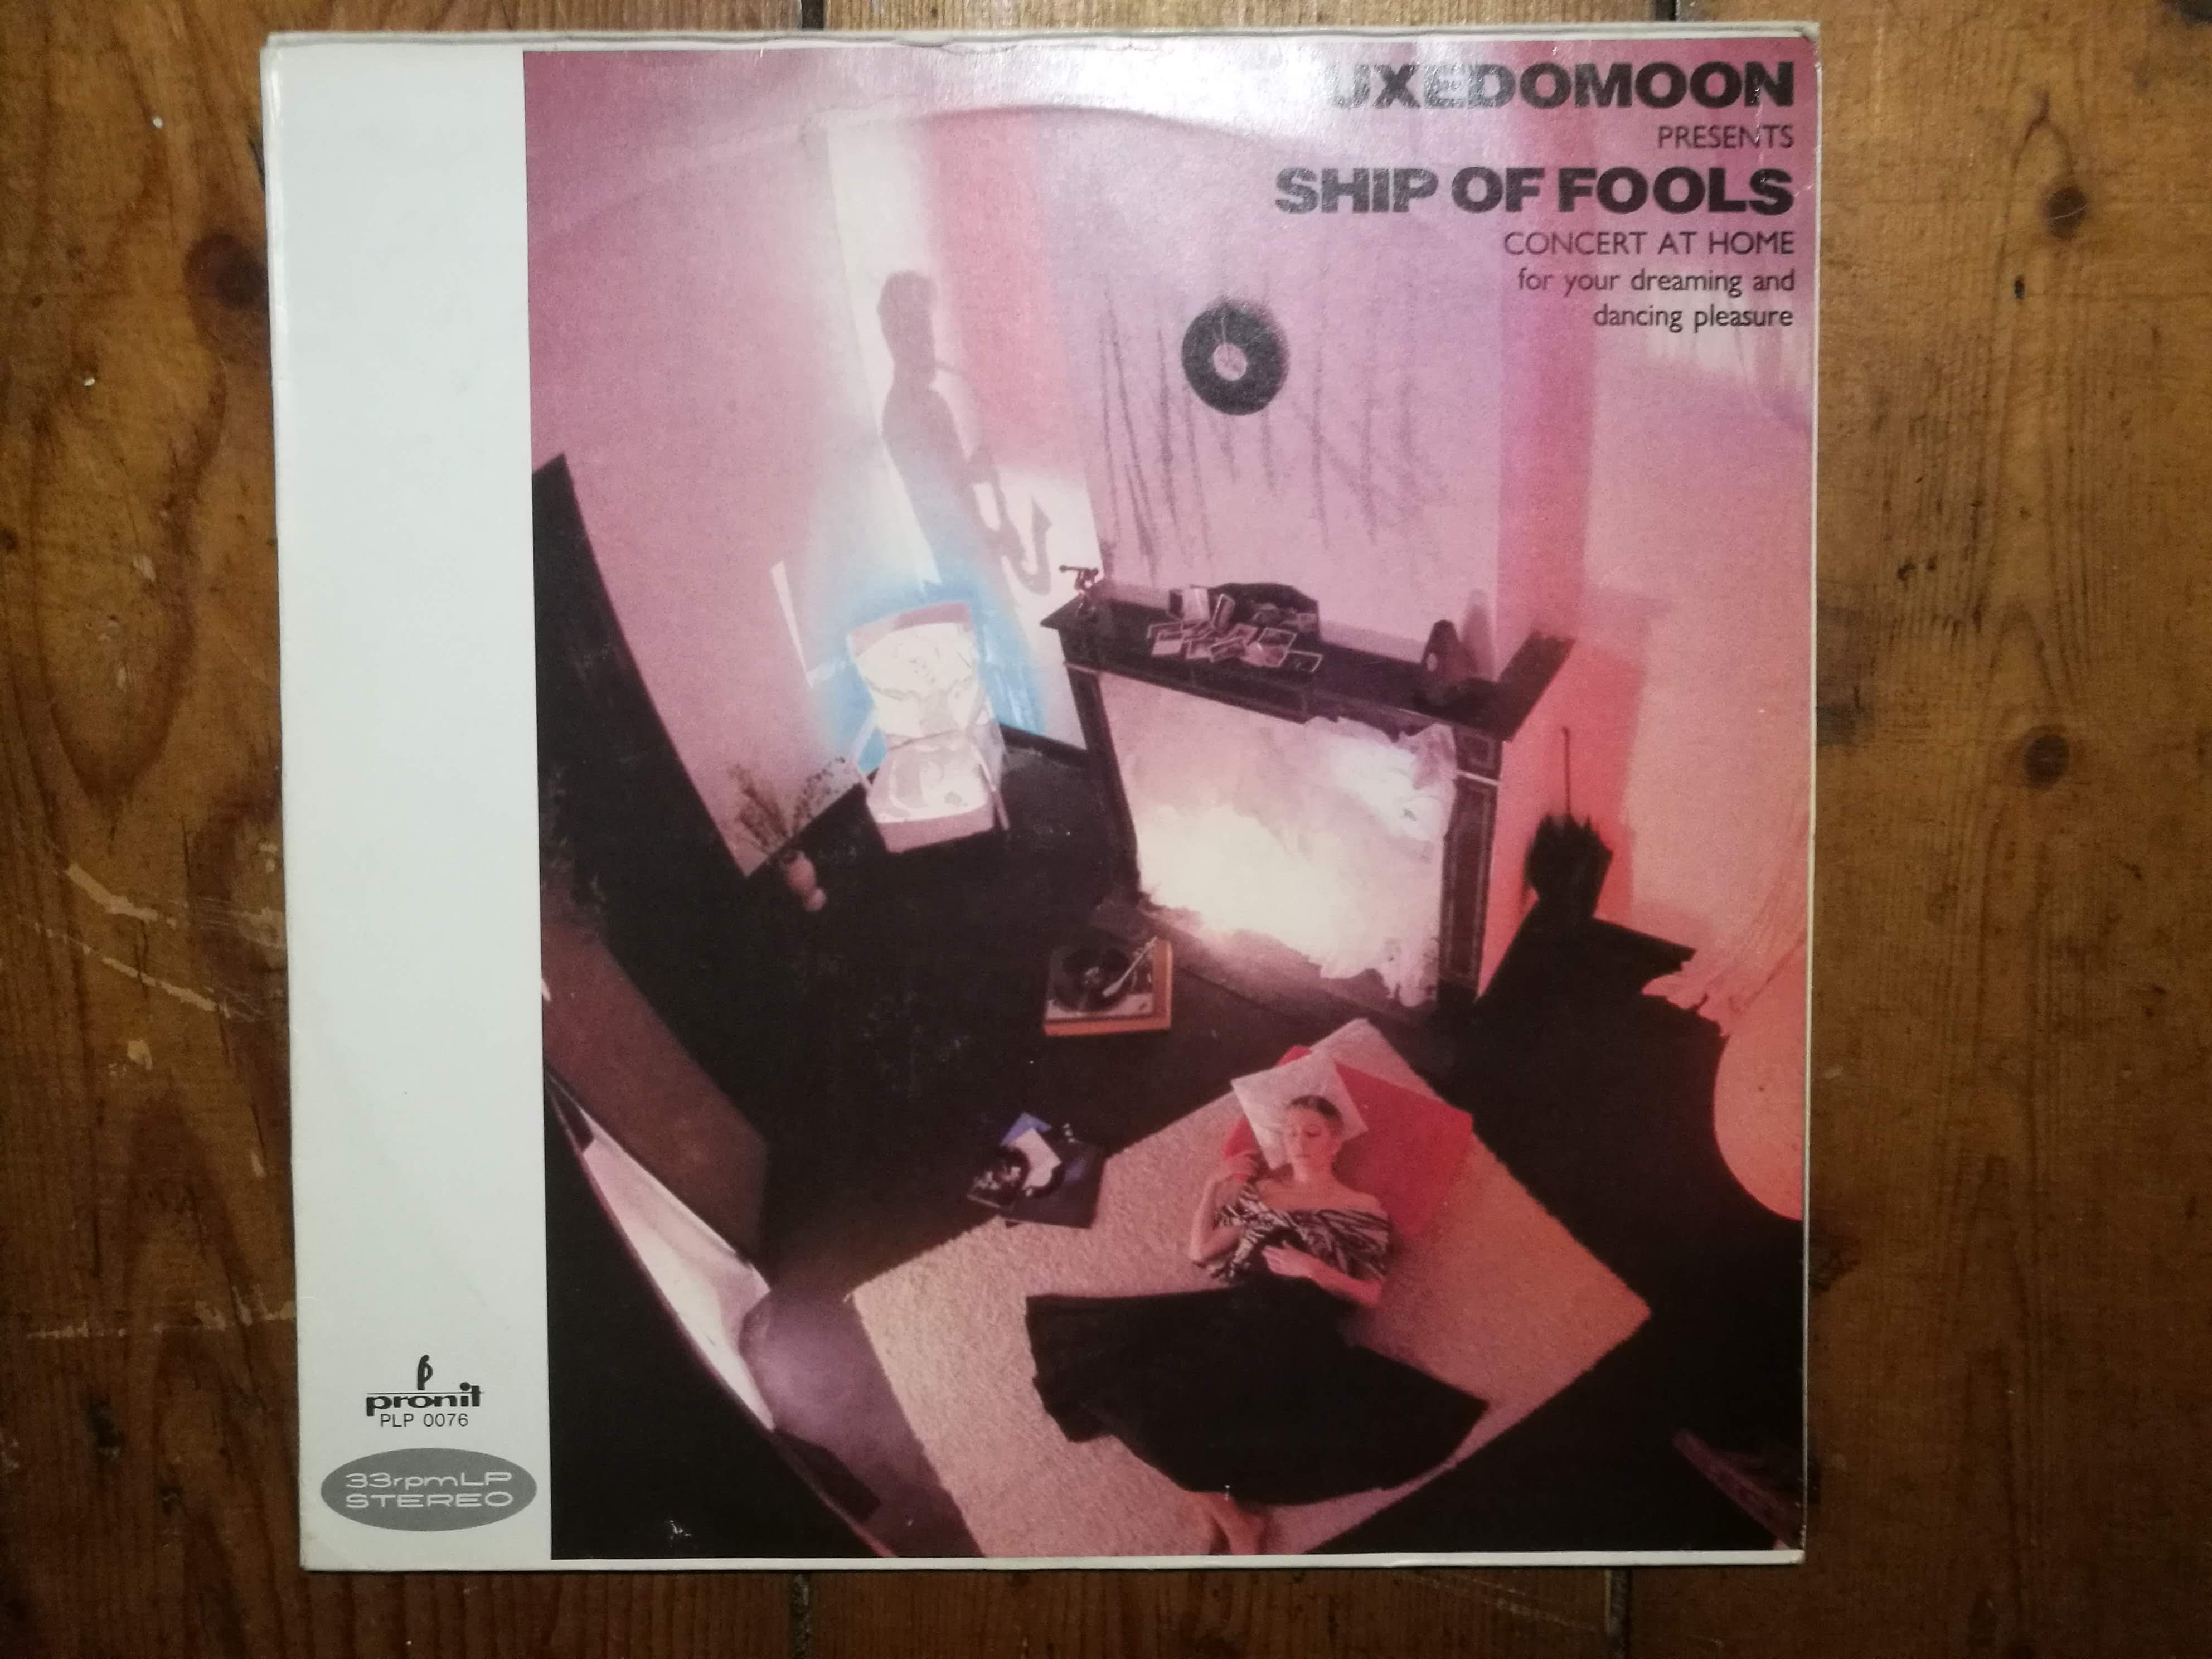 UXEDOMOON
PRESENTS
SHIP OF FOOLS
CONCERT AT HOME
for your dreaming and
dancing pleasure
p
pronit
PLP 0076
33rpmLP
STEREO